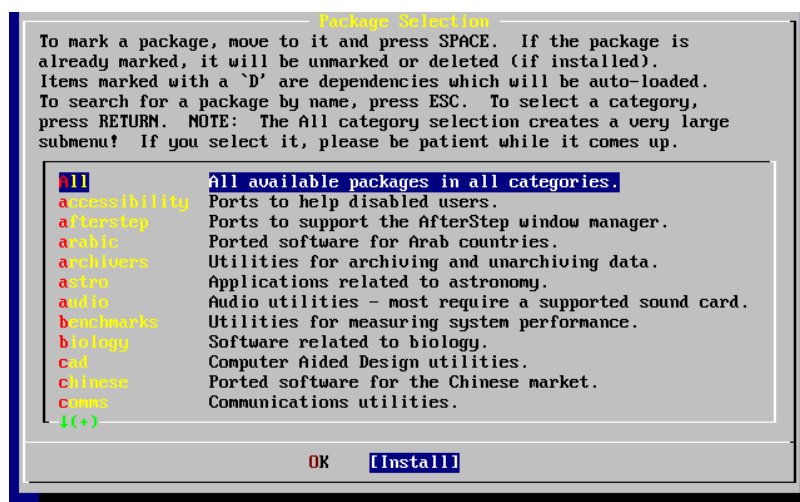 Package Selection
To mark a package, move to it and press SPACE.  If the package is
already marked, it will be unmarked or deleted (if installed).
Items marked with a `D' are dependencies which will be auto-loaded.
To search for a package by name, press ESC.  To select a category,
press RETURN.  NOTE:  The All category selection creates a very large
submenu!  If you select it, please be patient while it comes up.
All All available packages in all categories.
accessibility Ports to help disabled users.
afterstep Ports to support the AfterStep window manager.
arabic Ported software for Arab countries.
archivers Utilities for archiving and unarchiving data.
astro Applications related to astronomy.
audio Audio utilities - most require a supported sound card.
benchmarks Utilities for measuring system performance.
biology Software related to biology.
cad Computer Aided Design utilities.
chinese Ported software for the Chinese market.
comms Communications utilities.
↓(+)
OK [Install]